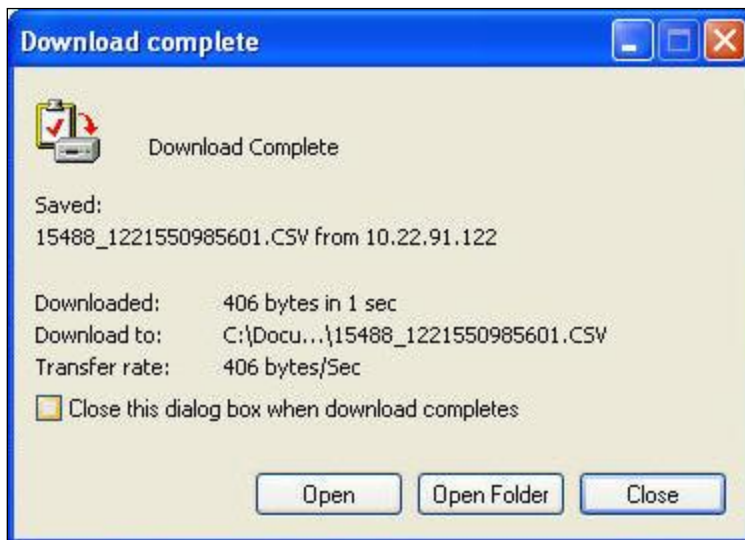 Download complete
Download Complete
Saved:
15488_1221550985601.CSV from 10.22.91.122
Downloaded: 406 bytes in 1 sec
Download to: C:\Docu...\15488_1221550985601.CSV
Transfer rate: 406 bytes/Sec
Close this dialog box when download completes
Open Open Folder Close